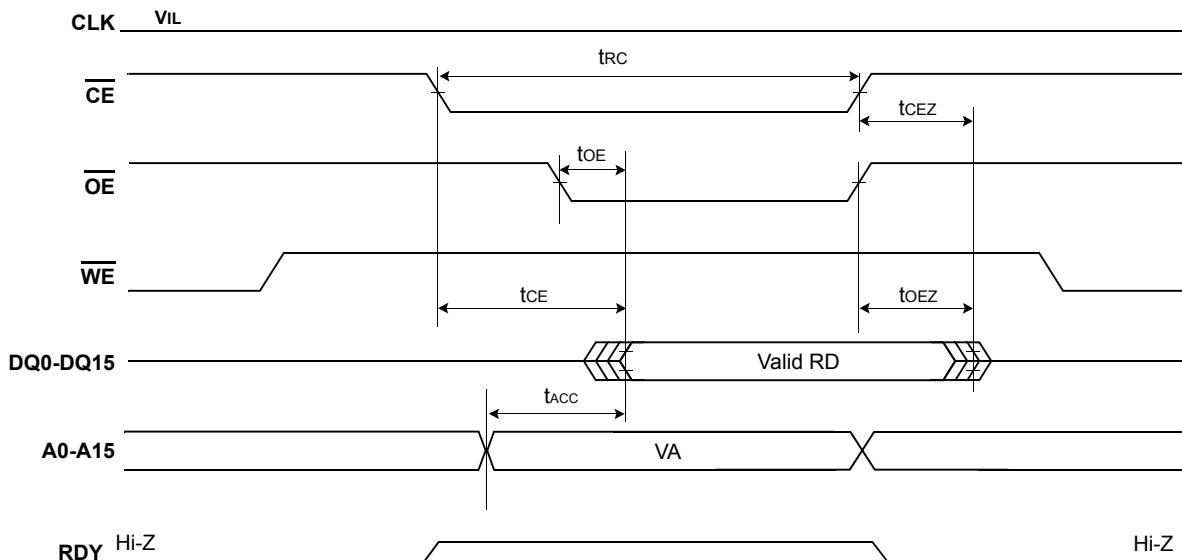 CLK VIL
tRC
CE
tCEZ
tOE
OE
WE
tCE
tOEZ
DQ0-DQ15 Valid RD
tACC
A0-A15 VA
RDY Hi-Z Hi-Z